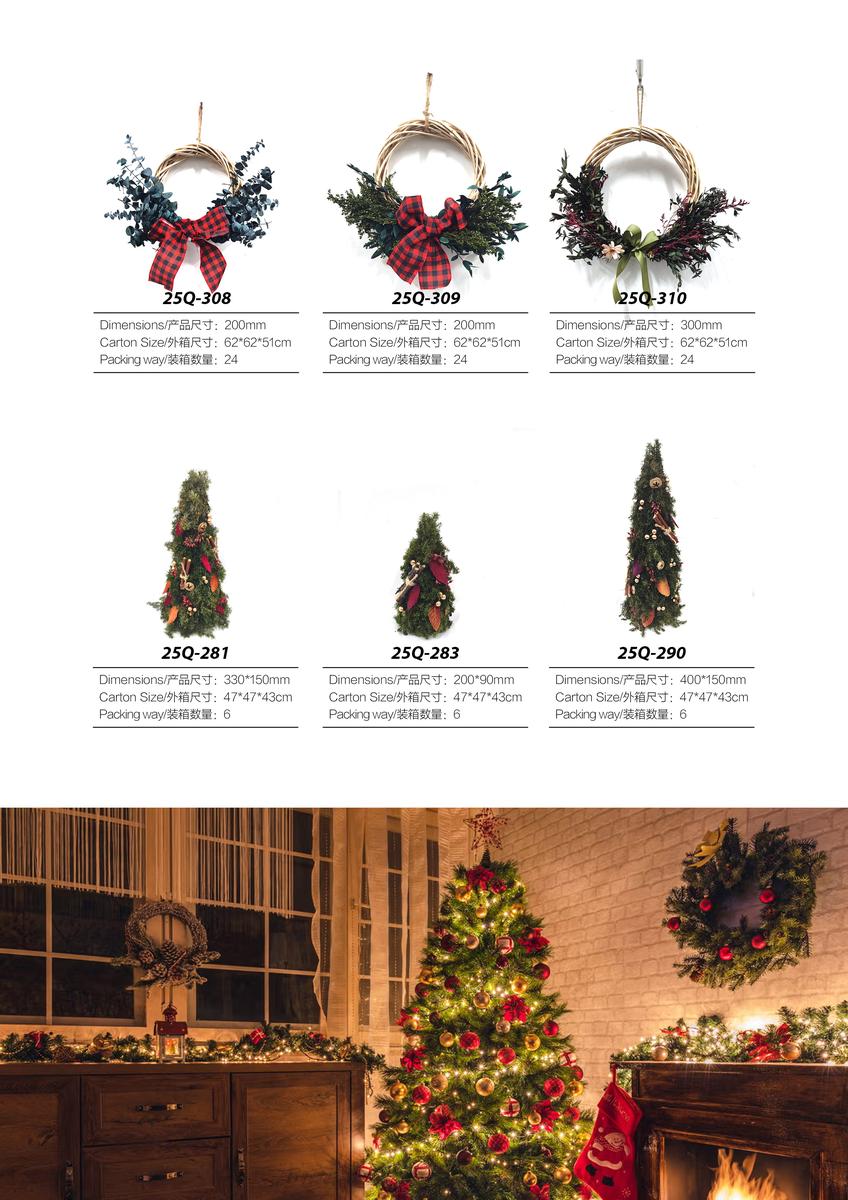 25Q-308
Dimensions/产品尺寸：200mm
Carton Size/外箱尺寸：62*62*51cm
Packing way/装箱数量：24
25Q-309
Dimensions/产品尺寸：200mm
Carton Size/外箱尺寸：62*62*51cm
Packing way/装箱数量：24
25Q-310
Dimensions/产品尺寸：300mm
Carton Size/外箱尺寸：62*62*51cm
Packing way/装箱数量：24
25Q-281
Dimensions/产品尺寸：330*150mm
Carton Size/外箱尺寸：47*47*43cm
Packing way/装箱数量：6
25Q-283
Dimensions/产品尺寸：200*90mm
Carton Size/外箱尺寸：47*47*43cm
Packing way/装箱数量：6
25Q-290
Dimensions/产品尺寸：400*150mm
Carton Size/外箱尺寸：47*47*43cm
Packing way/装箱数量：6